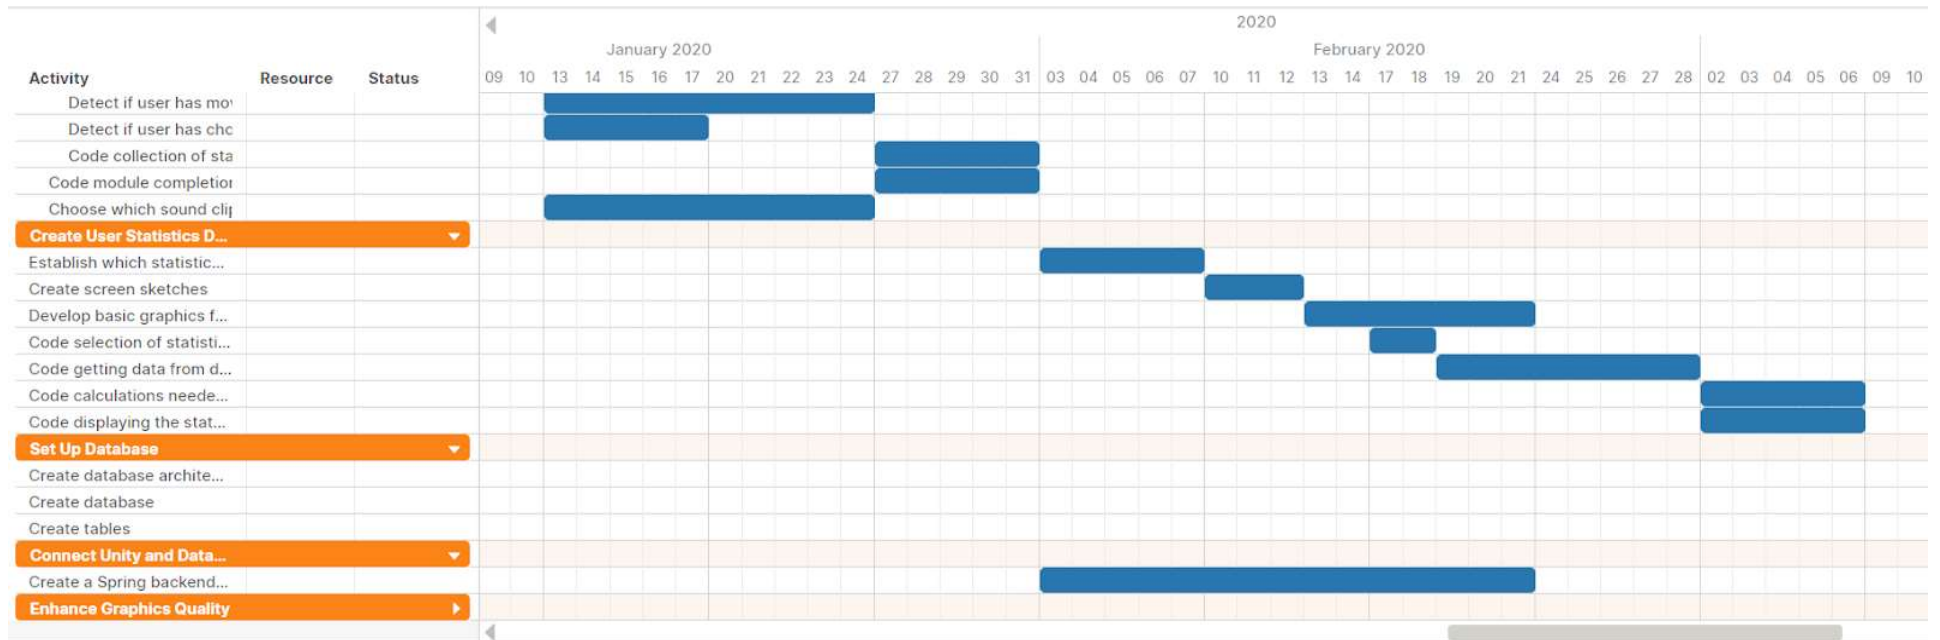 2020
January 2020 February 2020
Activity Resource Status 09 10 13 14 15 16 17 20 21 22 23 24 27 28 29 30 31 03 04 05 06 07 10 11 12 13 14 17 18 19 20 21 24 25 26 27 28 02 03 04 05 06 09 10
Detect if user has mov
Detect if user has cho
Code collection of sta
Code module completion
Choose which sound clip
Create User Statistics D...
Establish which statistic...
Create screen sketches
Develop basic graphics f...
Code selection of statisti...
Code getting data from d...
Code calculations neede...
Code displaying the stat...
Set Up Database
Create database archite...
Create database
Create tables
Connect Unity and Data...
Create a Spring backend...
Enhance Graphics Quality